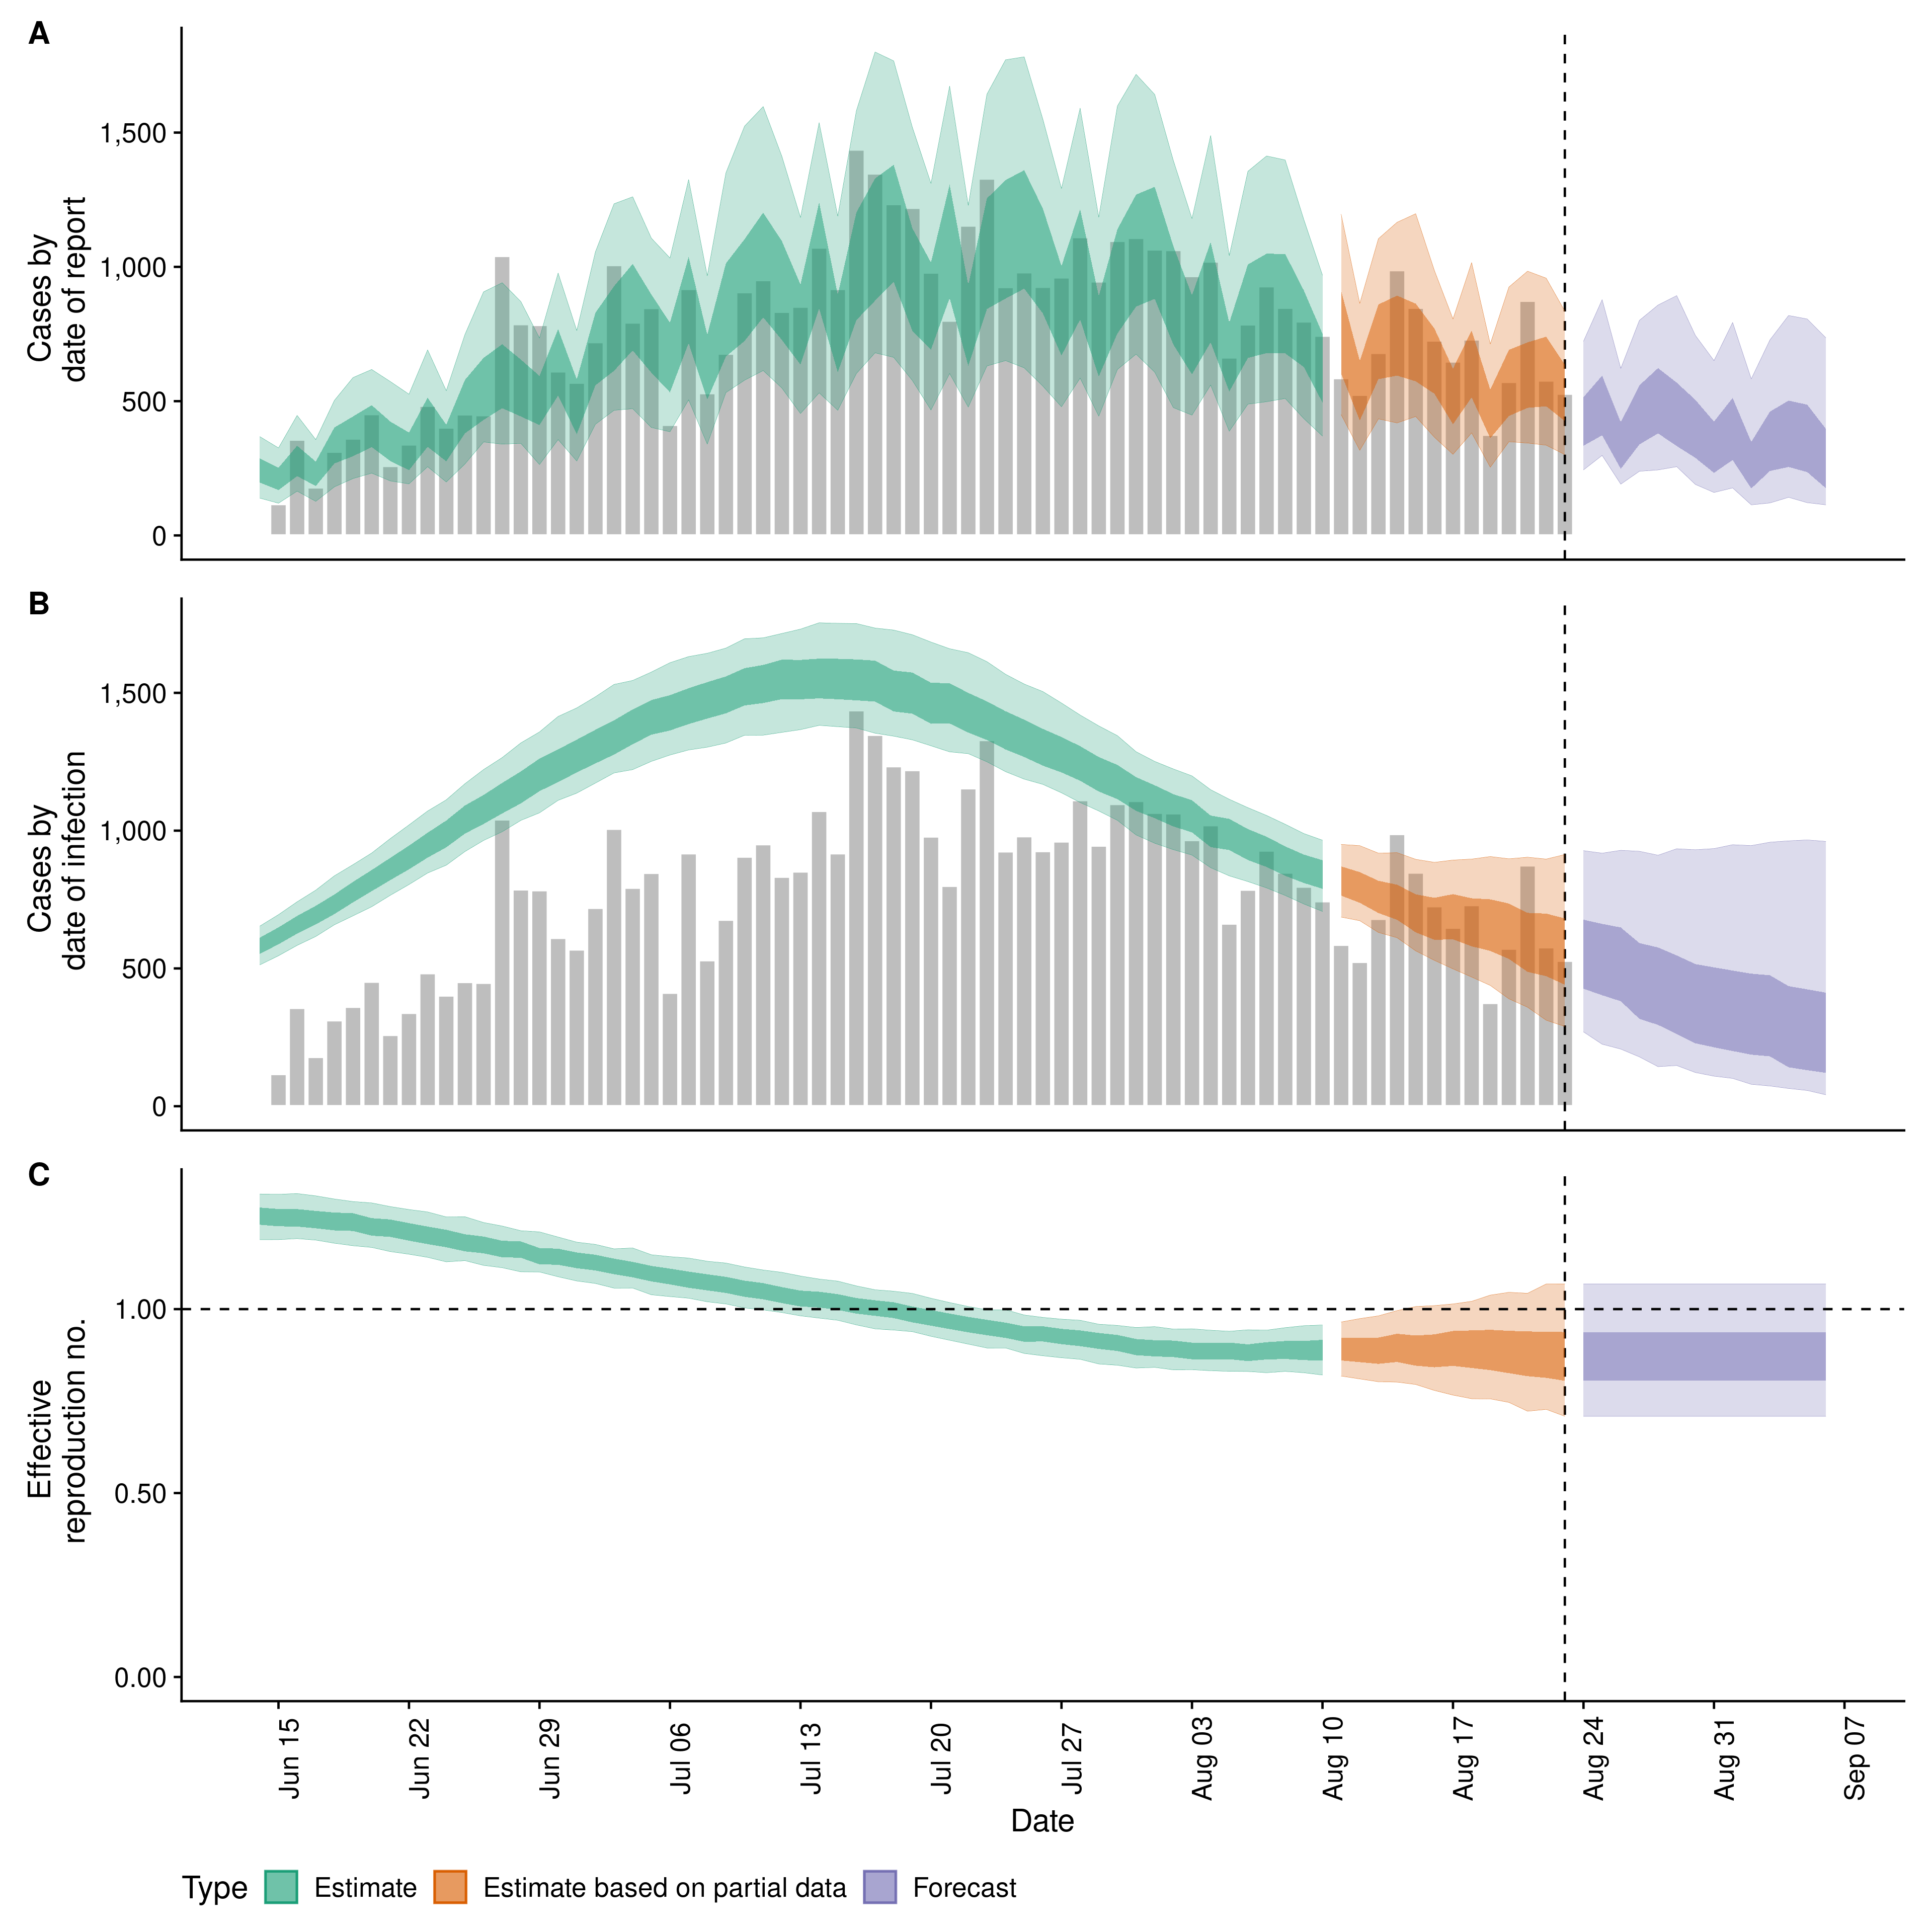 A
Cases by
date of report
1,500
1,000
500
0
B
Cases by
date of infection
1,500
1,000
500
0
C
Effective
reproduction no.
1.00
0.50
0.00
Jun 15
Jun 22
Jun 29
Jul 06
Jul 13
Jul 20
Jul 27
Aug 03
Aug 10
Aug 17
Aug 24
Aug 31
Sep 07
Date
Type Estimate Estimate based on partial data Forecast